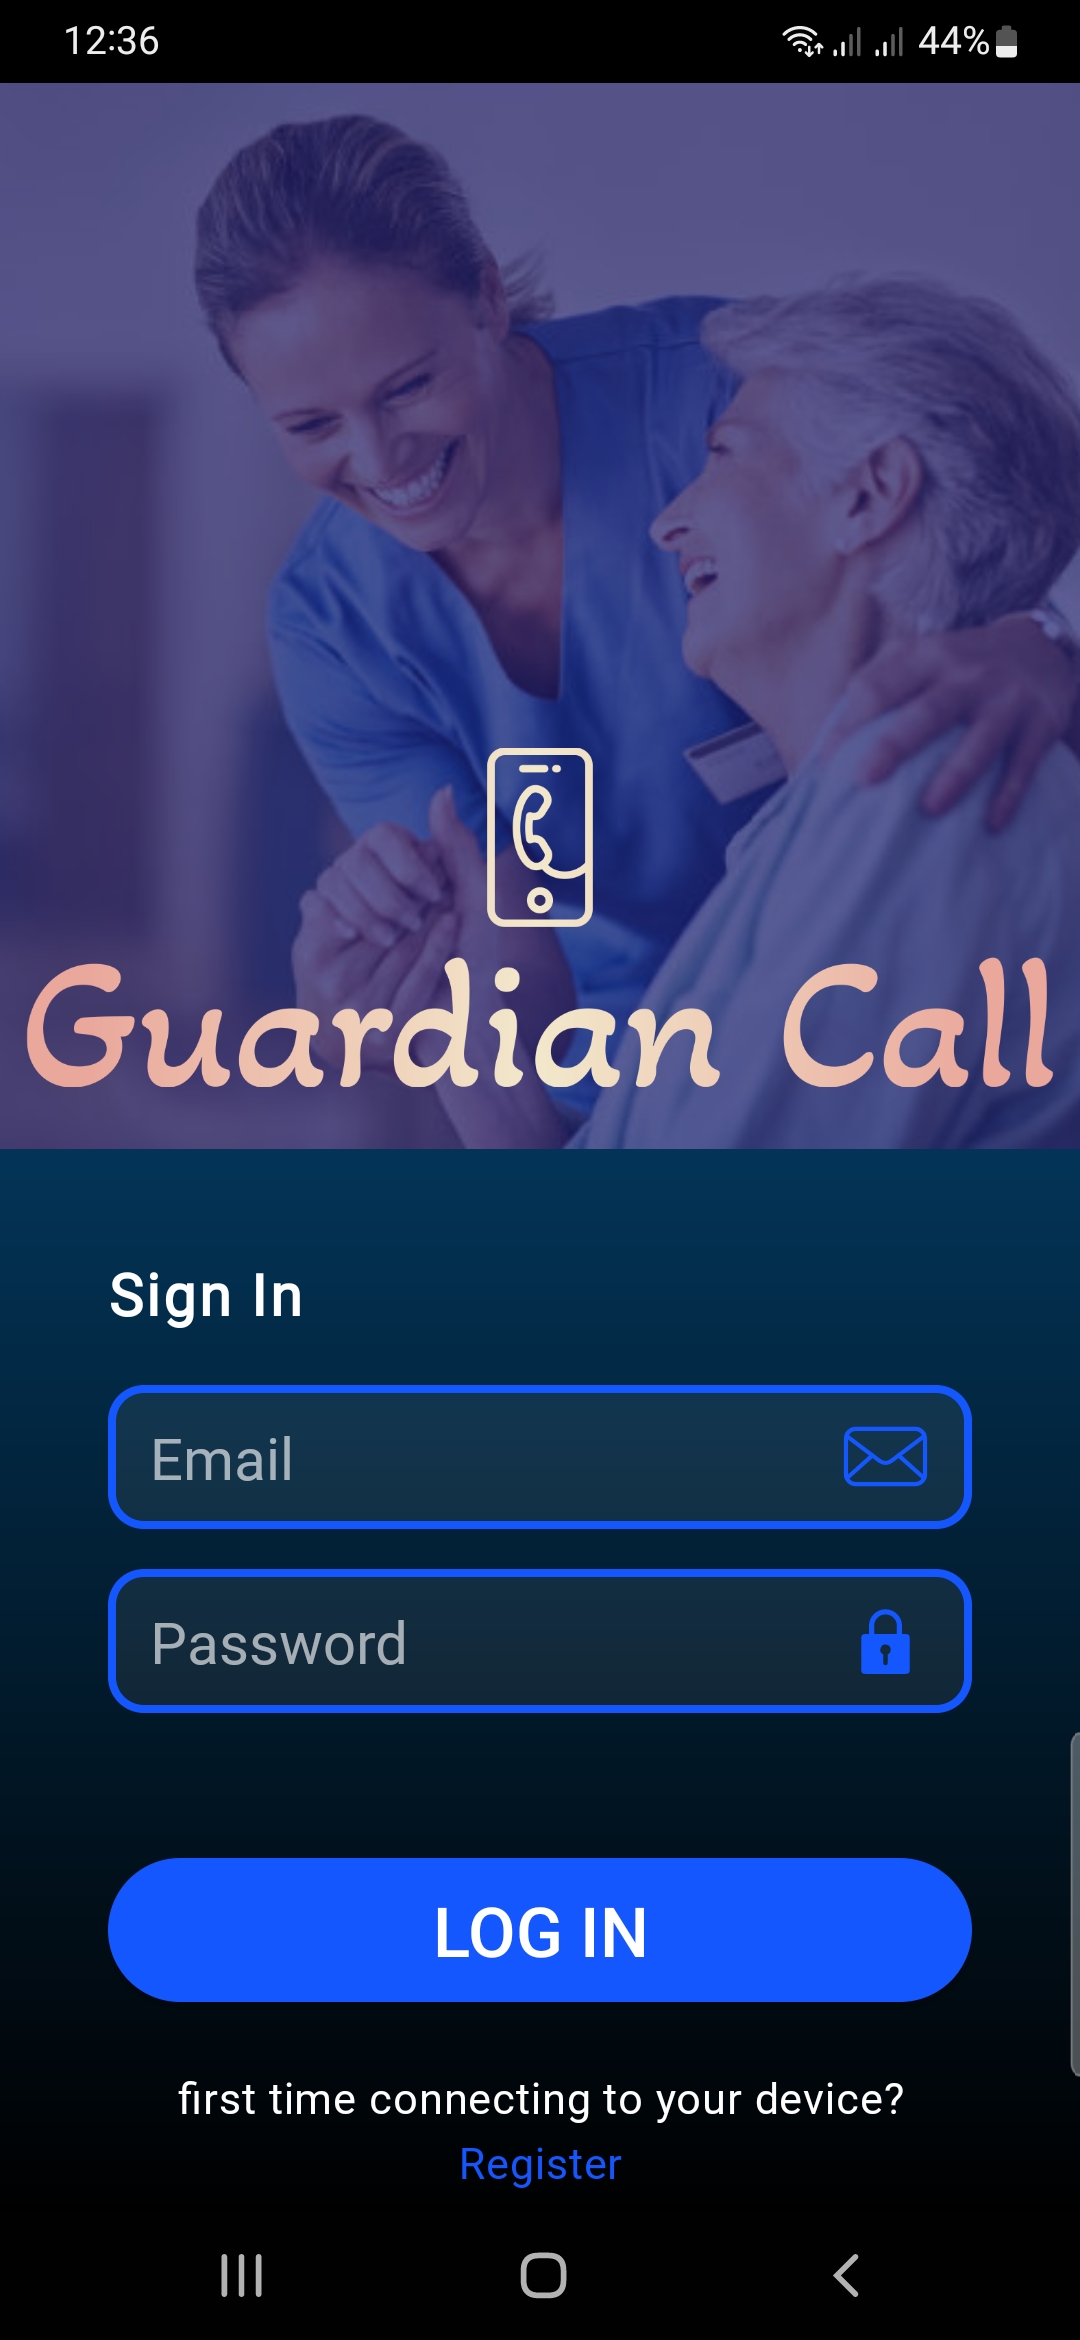 12:36
44%
Guardian Call
Sign In
Email
Password
LOG IN
first time connecting to your device?
Register